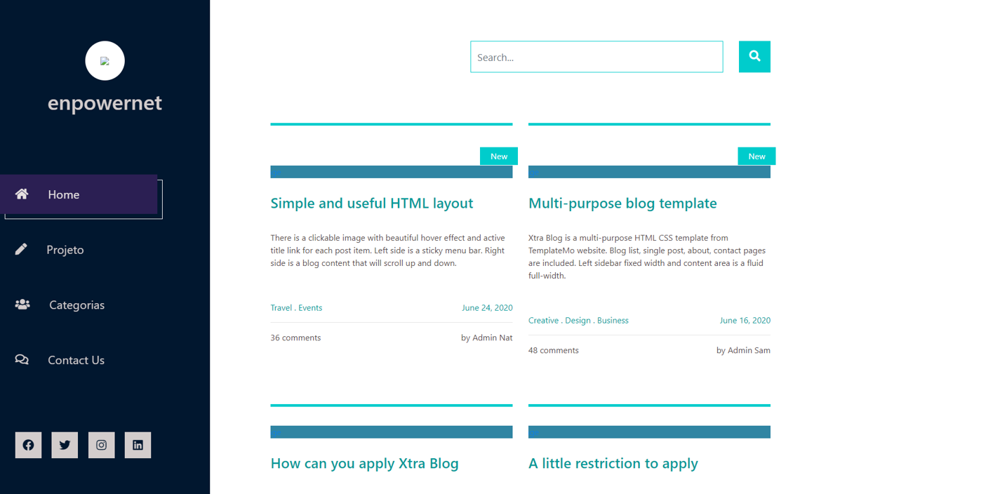 enpowernet
Home
Projeto
Categorias
Contact Us
Search...
New
Simple and useful HTML layout
There is a clickable image with beautiful hover effect and active
title link for each post item. Left side is a sticky menu bar. Right
side is a blog content that will scroll up and down.
Travel . Events
June 24, 2020
36 comments
by Admin Nat
New
Multi-purpose blog template
Xtra Blog is a multi-purpose HTML CSS template from
TemplateMo website. Blog list, single post, about, contact pages
are included. Left sidebar fixed width and content area is a fluid
full-width.
Creative . Design . Business
June 16, 2020
48 comments
by Admin Sam
How can you apply Xtra Blog
A little restriction to apply